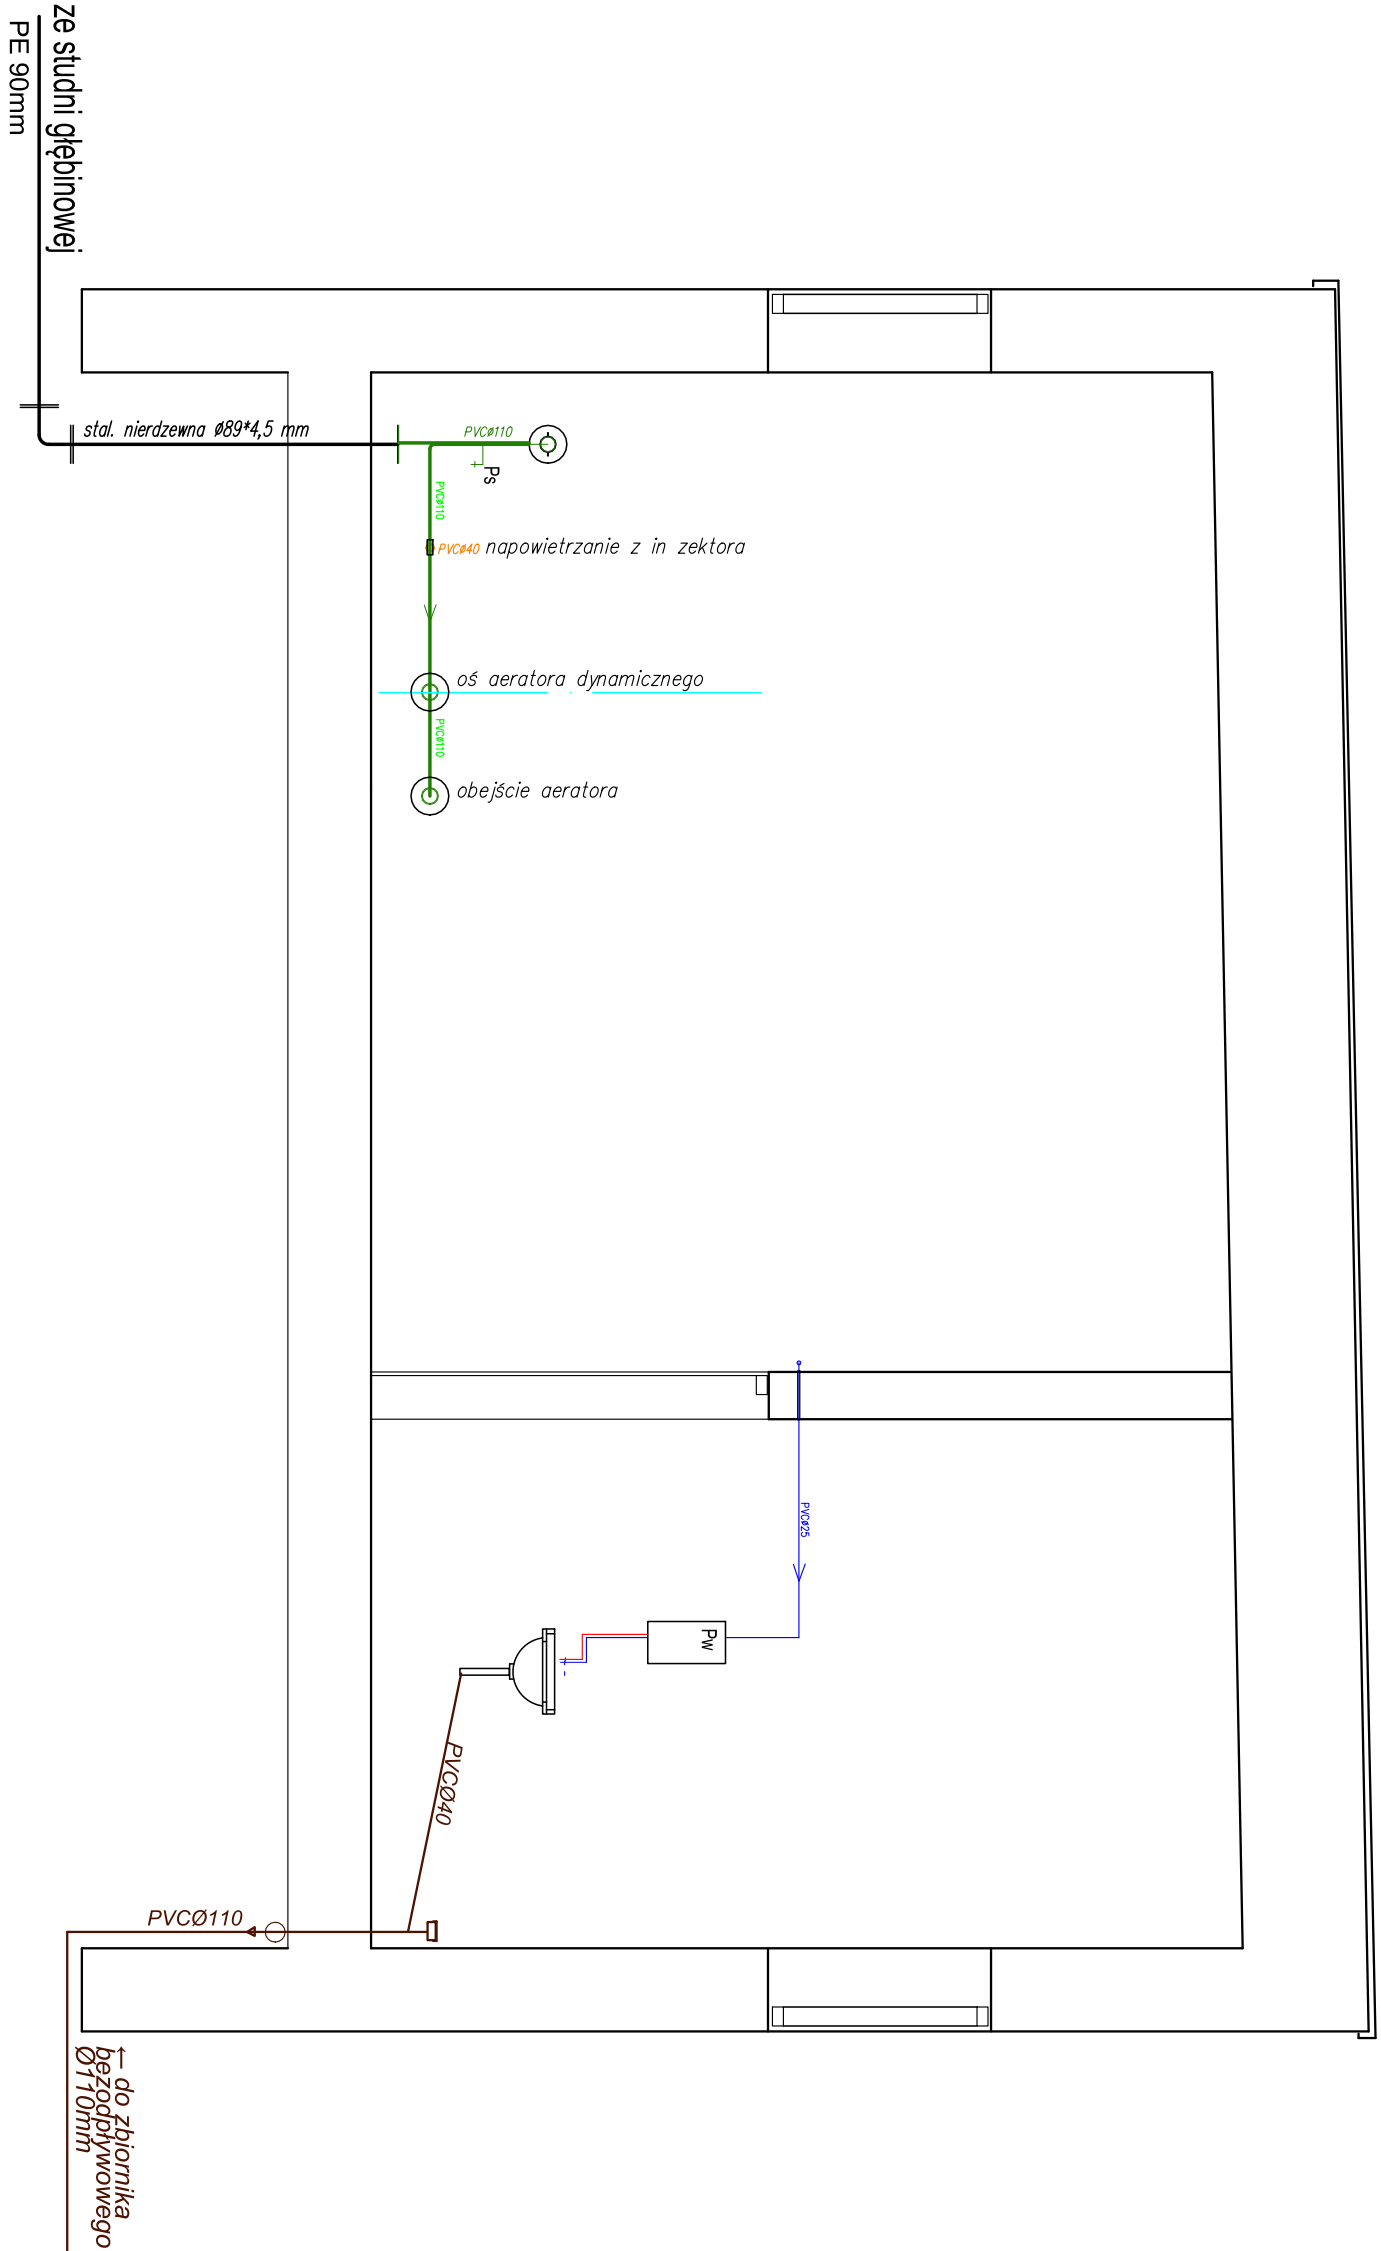 ze studni głębinowej
PE 90mm
stal. nierdzewna Ø89*4,5 mm
PVCØ110
Ps
PVCØ110
PVCØ40 napowietrzanie z in zektora
oś aeratora dynamicznego
PVCØ110
obejście aeratora
PVCØ25
Pw
+
-
PVCØ40
PVCØ110
← do zbiornika
bezodpływowego
Ø110mm